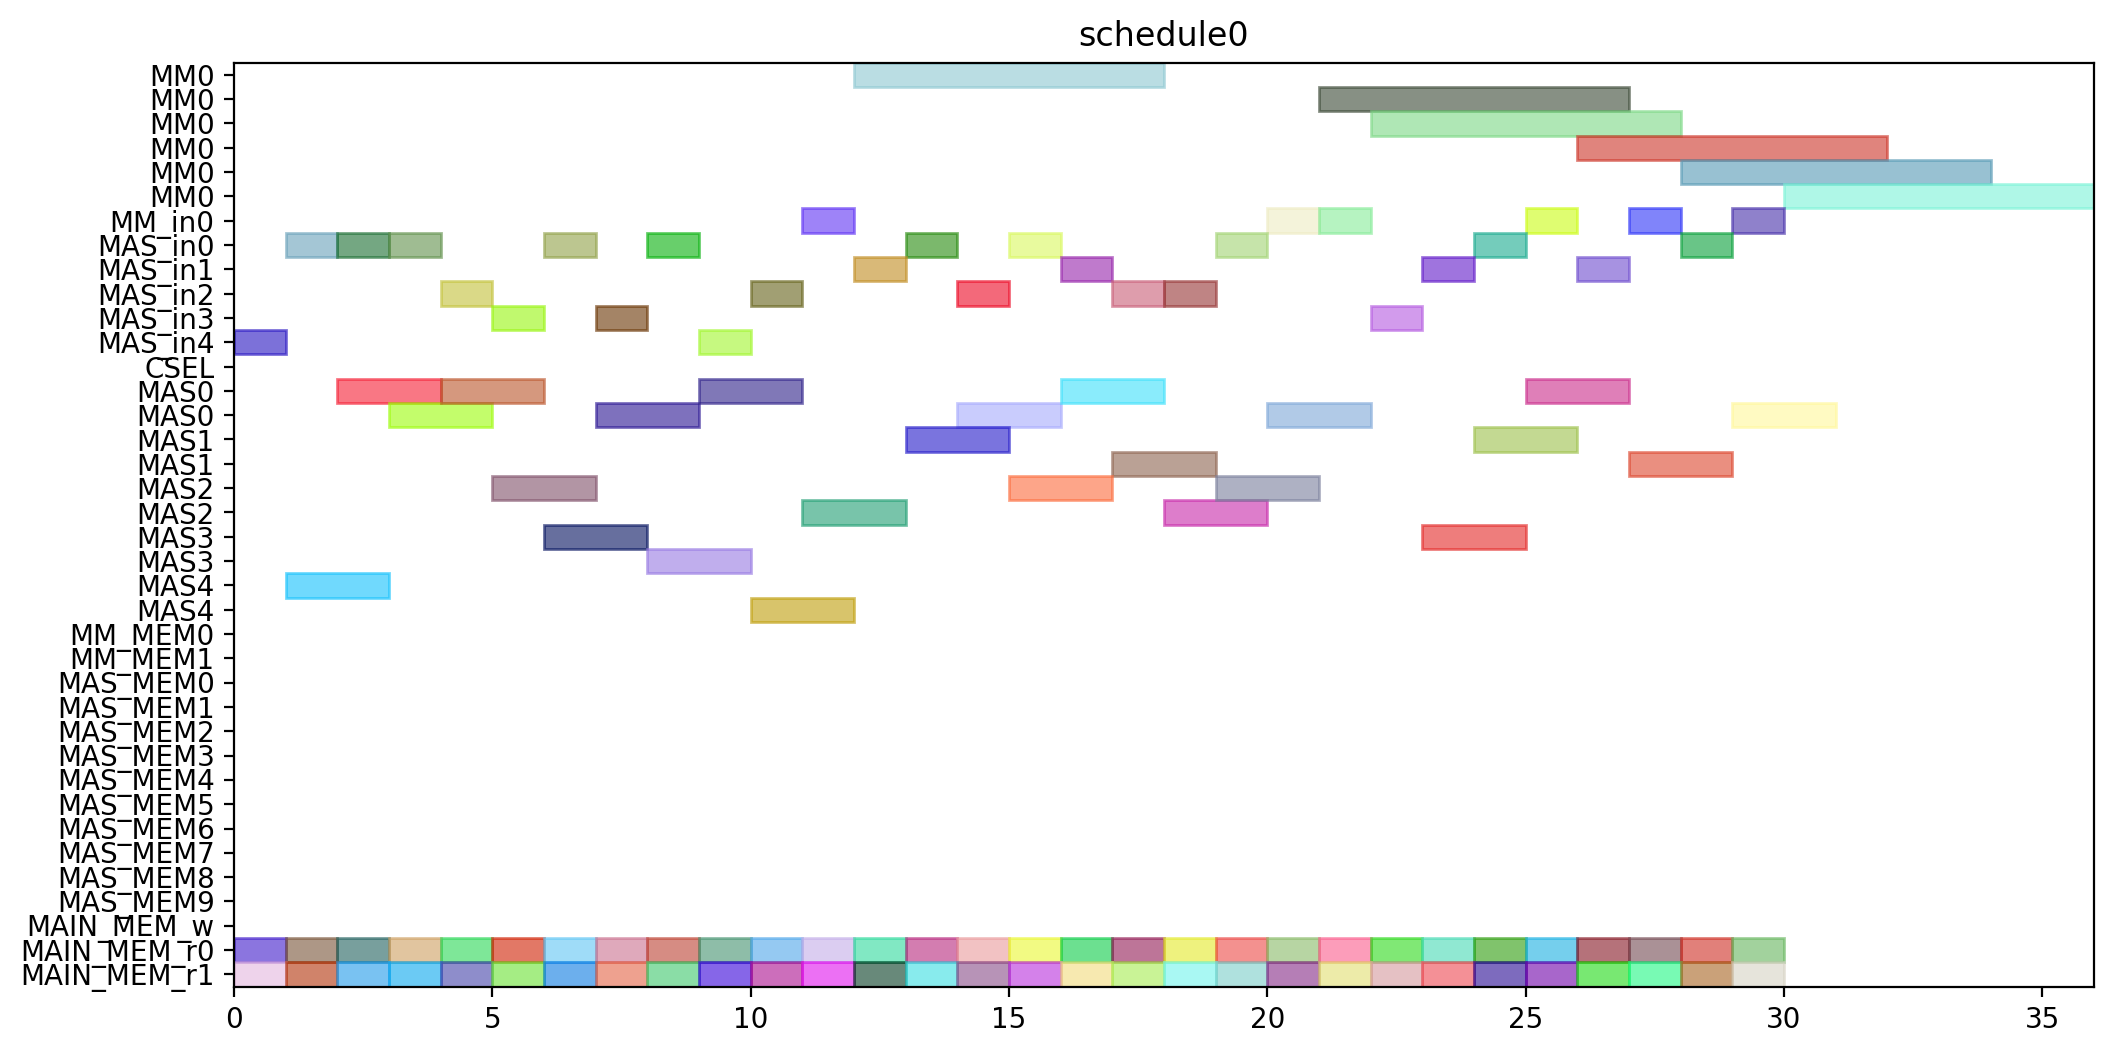 schedule0
MM0
MM0
MM0
MM0
MM0
MM0
MM_in0
MAS_in0
MAS_in1
MAS_in2
MAS_in3
MAS_in4
CSEL
MAS0
MAS0
MAS1
MAS1
MAS2
MAS2
MAS3
MAS3
MAS4
MAS4
MM_MEM0
MM_MEM1
MAS_MEM0
MAS_MEM1
MAS_MEM2
MAS_MEM3
MAS_MEM4
MAS_MEM5
MAS_MEM6
MAS_MEM7
MAS_MEM8
MAS_MEM9
MAIN_MEM_w
MAIN_MEM_r0
MAIN_MEM_r1
0 5 10 15 20 25 30 35